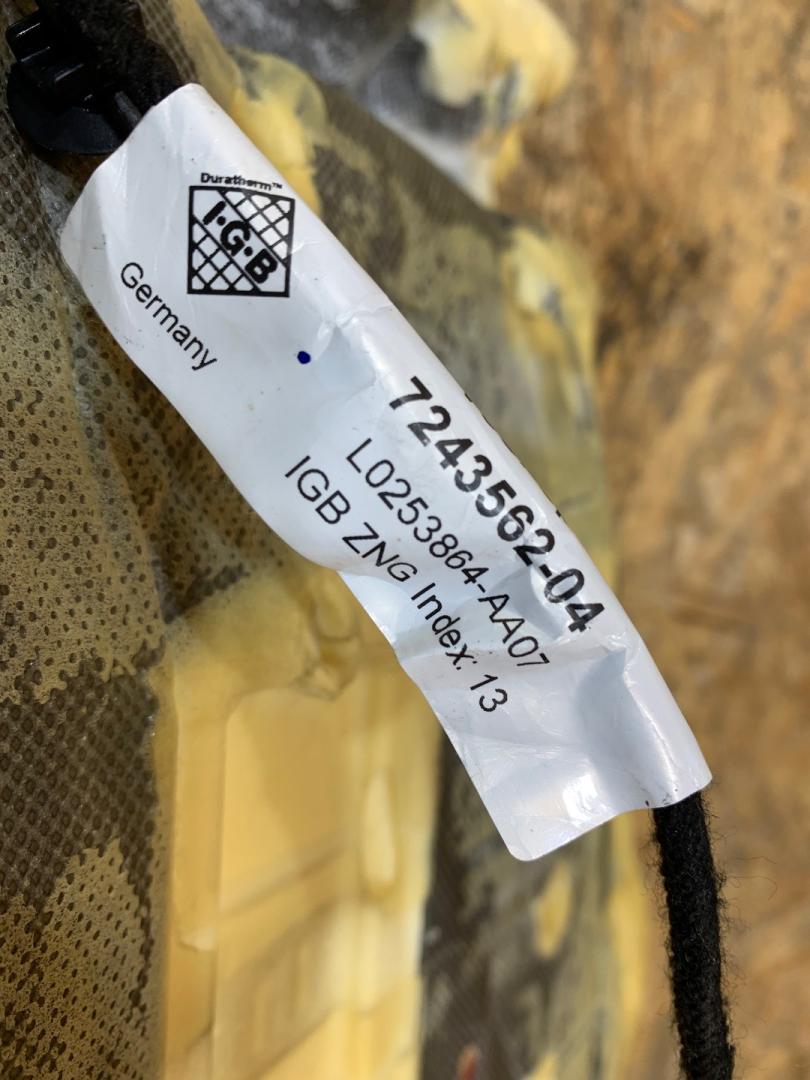 Duratherm™
I·G·B
Germany
7243562-04
L0253864-AA07
IGB ZNG Index: 13